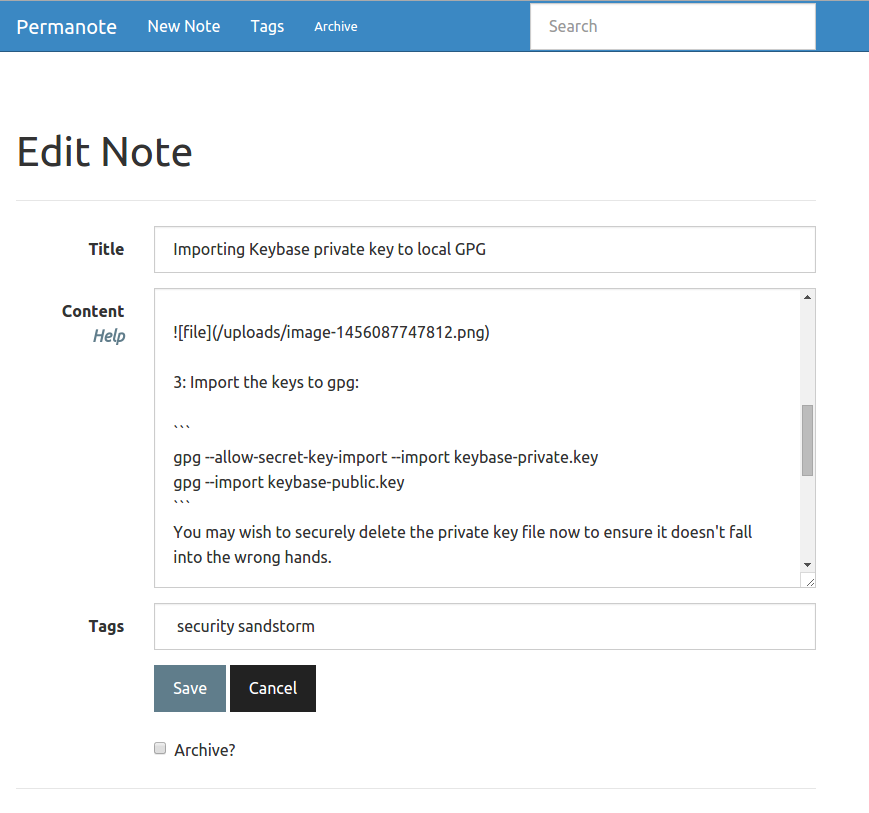 Permanote New Note Tags Archive Search
Edit Note
Title Importing Keybase private key to local GPG
Content
Help
![file](/uploads/image-1456087747812.png)
3: Import the keys to gpg:
```
gpg --allow-secret-key-import --import keybase-private.key
gpg --import keybase-public.key
```
You may wish to securely delete the private key file now to ensure it doesn't fall
into the wrong hands.
Tags security sandstorm
Save Cancel
Archive?